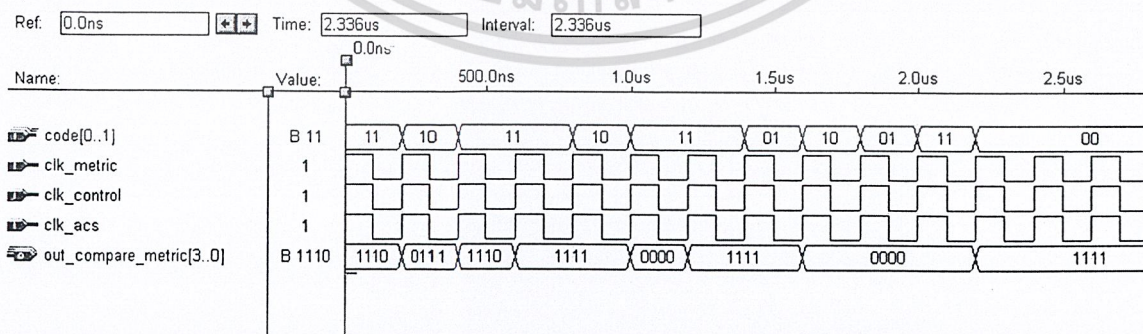 Ref: 0.0ns Time: 2.336us Interval: 2.336us
0.0ns
Name: Value: 500.0ns 1.0us 1.5us 2.0us 2.5us
code[0..1] B 11 11 10 11 10 11 01 10 01 11 00
clk_metric 1
clk_control 1
clk_acs 1
out_compare_metric[3..0] B 1110 1110 0111 1110 1111 0000 1111 0000 1111